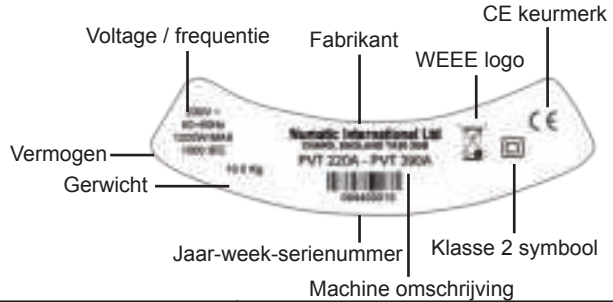 CE keurmerk
Voltage / frequentie
Fabrikant
WEEE logo
Numatic International Ltd
PVT 220A - PVT 390A
CE
Vermogen
Gerwicht
Jaar-week-serienummer
Klasse 2 symbool
Machine omschrijving